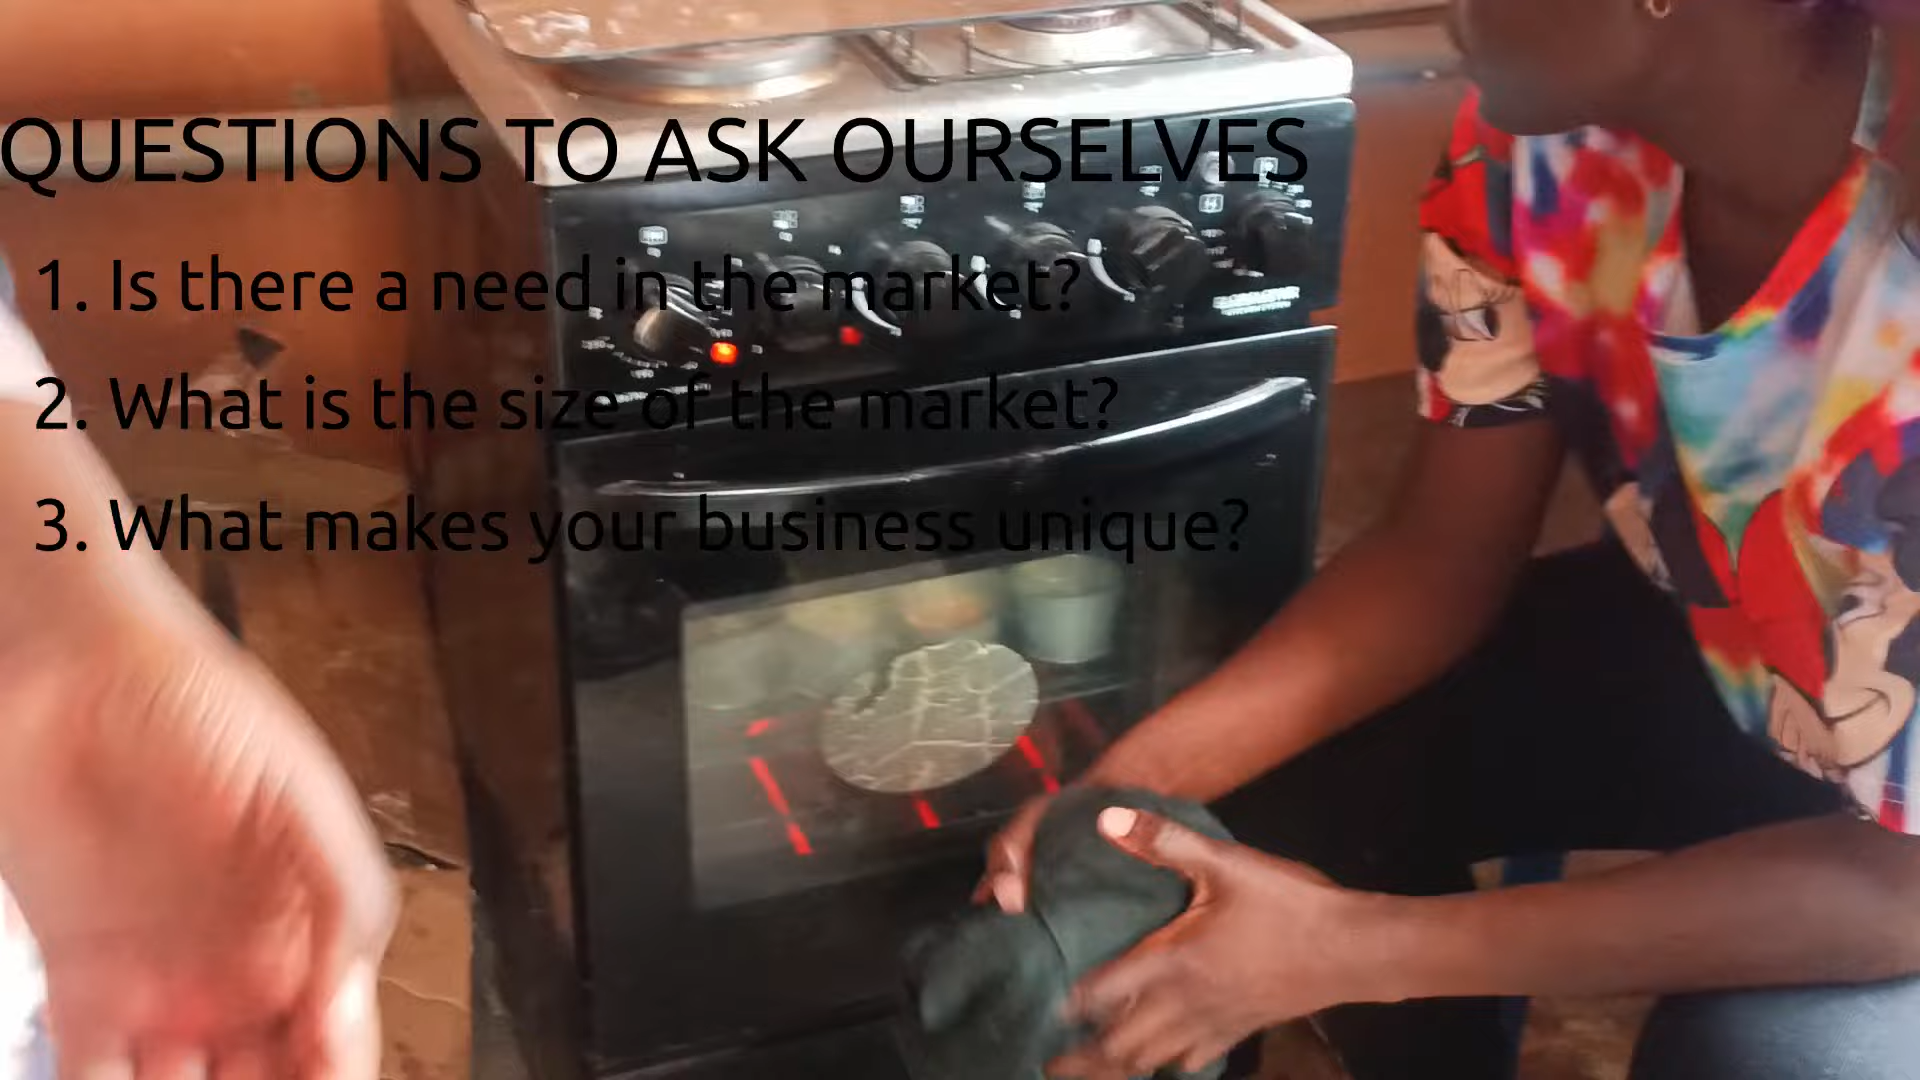 QUESTIONS TO ASK OURSELVES
1. Is there a need in the market?
2. What is the size of the market?
3. What makes your business unique?